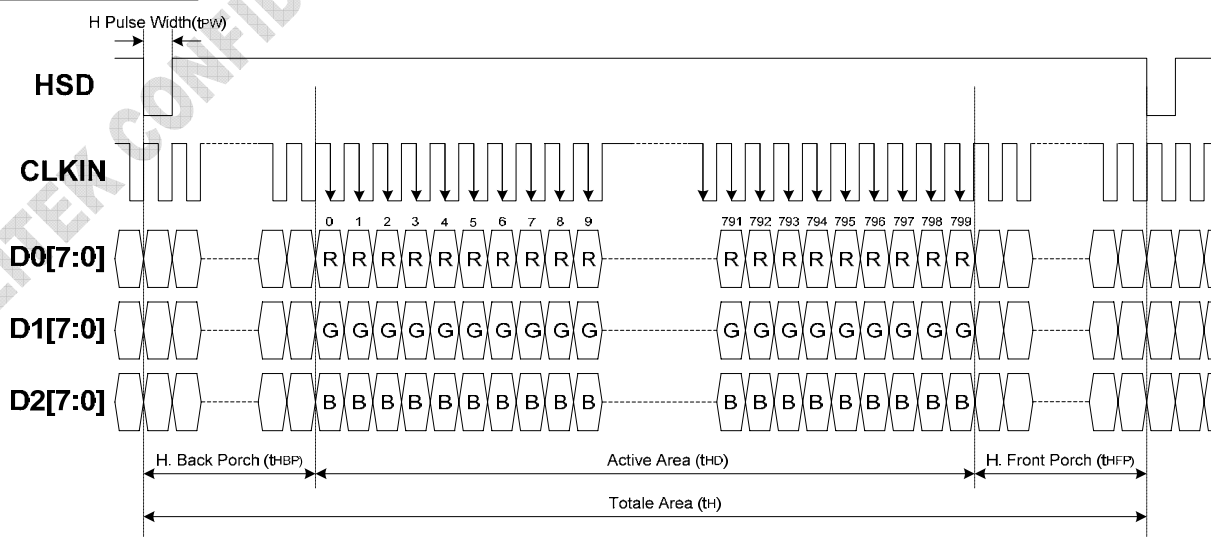 H Pulse Width(tPW)
HSD
CLKIN
0 1 2 3 4 5 6 7 8 9 791 792 793 794 795 796 797 798 799
D0[7:0] R R R R R R R R R R R R R R R R R R R
D1[7:0] G G G G G G G G G G G G G G G G G G G
D2[7:0] B B B B B B B B B B B B B B B B B B B
H. Back Porch (tHBP) Active Area (tHD) H. Front Porch (tHFP)
Totale Area (tH)